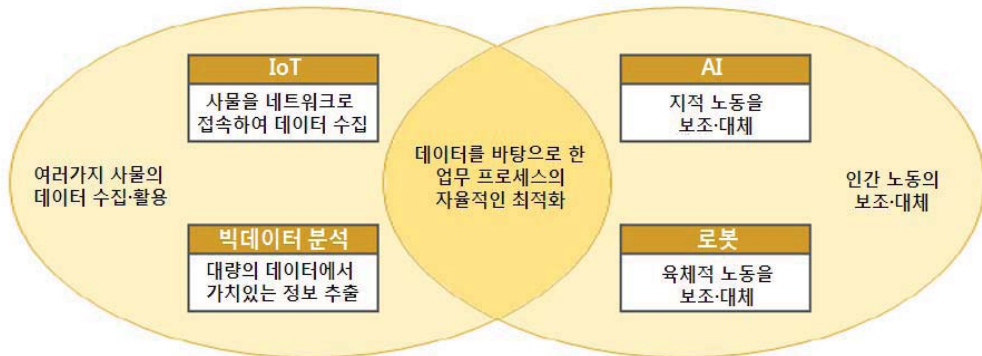 IoT
사물을 네트워크로
접속하여 데이터 수집
여러가지 사물의
데이터 수집·활용
빅데이터 분석
대량의 데이터에서
가치있는 정보 추출
데이터를 바탕으로 한
업무 프로세스의
자율적인 최적화
AI
지적 노동을
보조·대체
인간 노동의
보조·대체
로봇
육체적 노동을
보조·대체